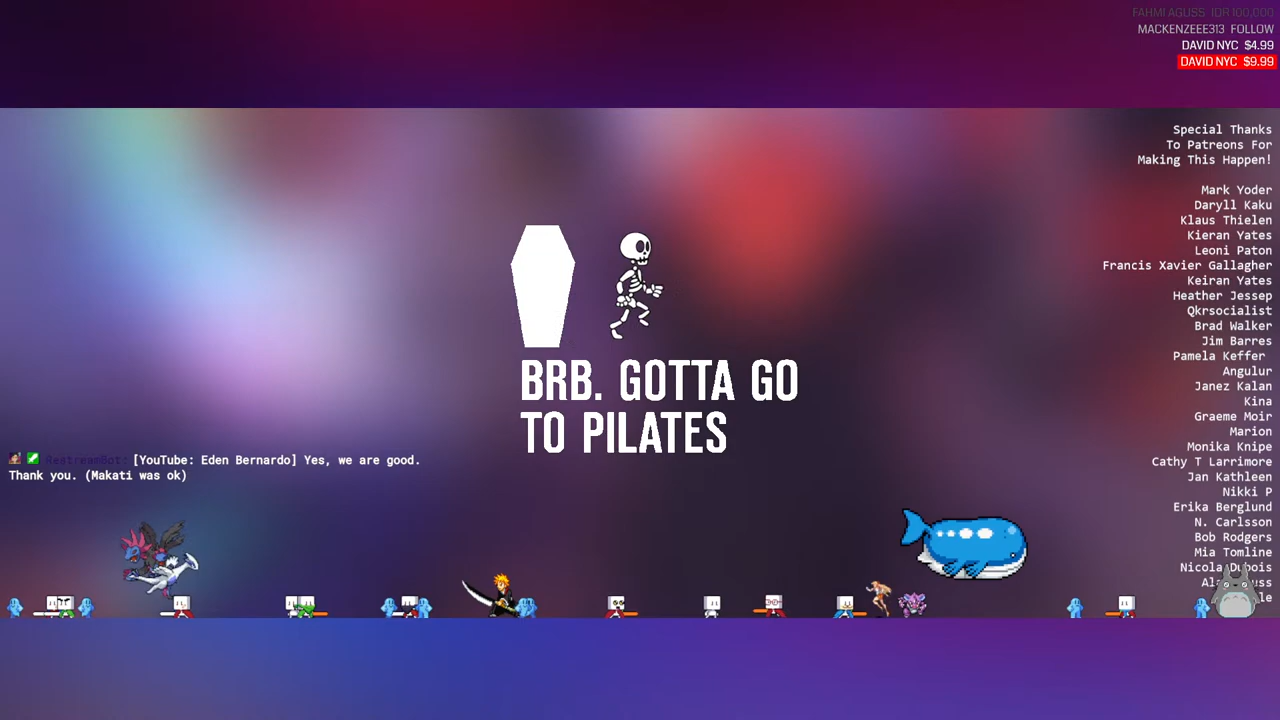 FAHMI AGUSS IDR 100,000
MACKENZEEE313 FOLLOW
DAVID NYC $4.99
DAVID NYC $9.99
Special Thanks
To Patreons For
Making This Happen!
Mark Yoder
Daryll Kaku
Klaus Thielen
Kieran Yates
Leoni Paton
Francis Xavier Gallagher
Keiran Yates
Heather Jessep
Qkrsocialist
Brad Walker
Jim Barres
Pamela Keffer
Angulur
Janez Kalan
Kina
Graeme Moir
Marion
Monika Knipe
Cathy T Larrimore
Jan Kathleen
Nikki P
Erika Berglund
N. Carlsson
Bob Rodgers
Mia Tomline
Nicola Dubois
BRB. GOTTA GO
TO PILATES
RestreamBot: [YouTube: Eden Bernardo] Yes, we are good.
Thank you. (Makati was ok)